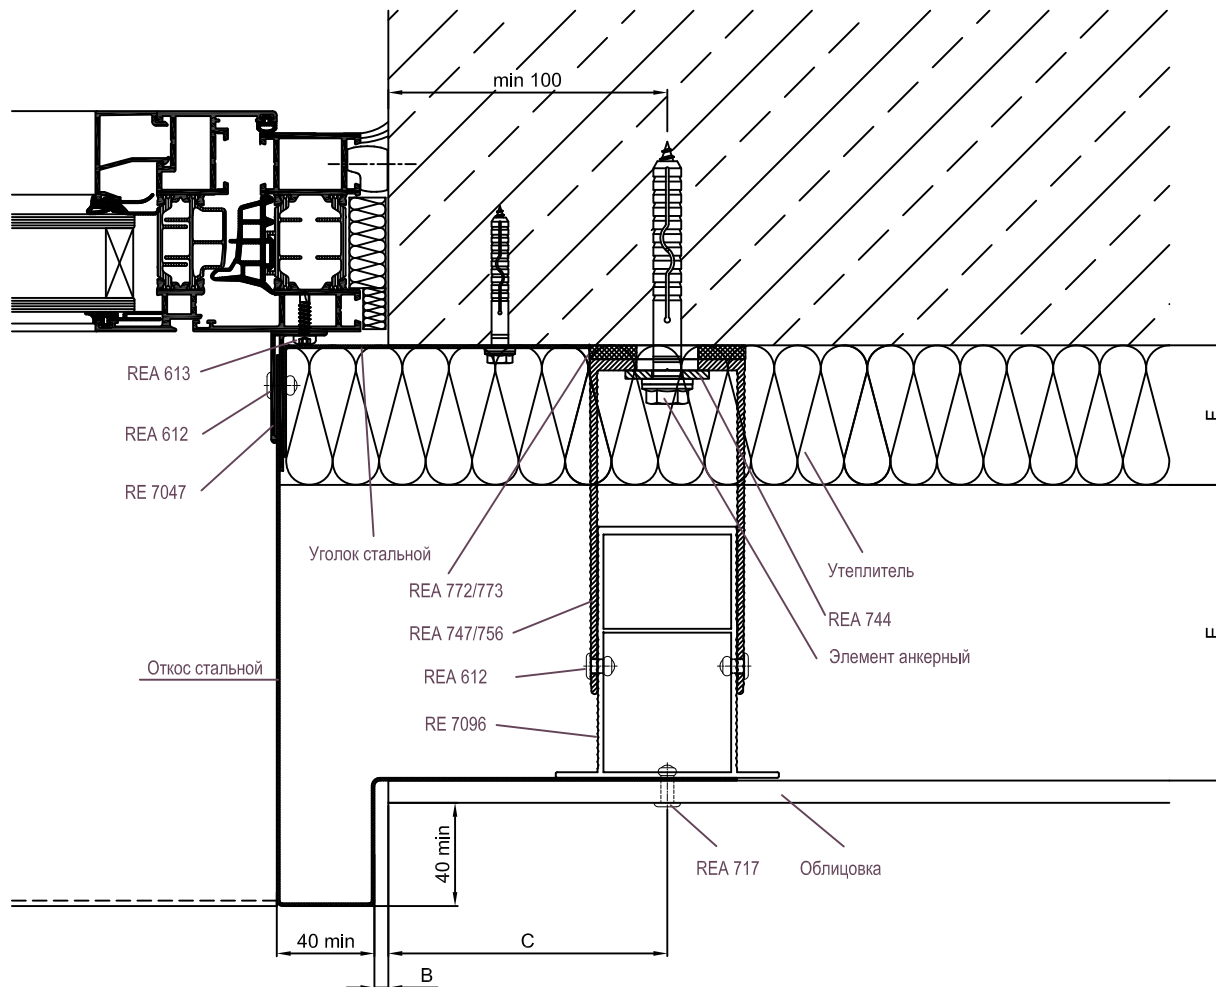 min 100
REA 613
REA 612
RE 7047
Уголок стальной
REA 772/773
Утеплитель
REA 744
REA 747/756
Элемент анкерный
Откос стальной
REA 612
RE 7096
40 min
REA 717
Облицовка
40 min
C
B